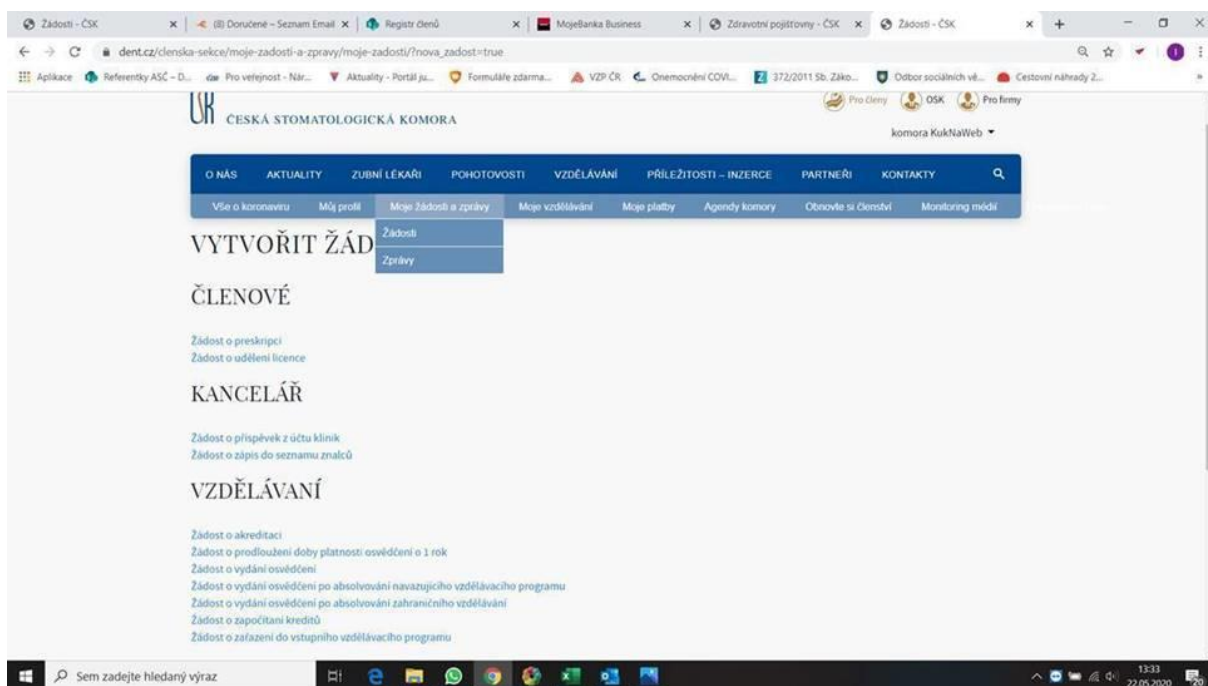 Žádosti - ČSK
(8) Doručené – Seznam Email
Registr členů
MojeBanka Business
Zdravotní pojišťovny - ČSK
Žádosti - ČSK
dent.cz/clenska-sekce/moje-zadosti-a-zpravy/moje-zadosti/?nova_zadost=true
Aplikace
Referentky ASČ – D...
Pro veřejnost - Nár...
Aktuality - Portál ju...
Formuláře zdarma...
VZP ČR
Onemocnění COVI...
372/2011 Sb. Záko...
Odbor sociálních vě...
Cestovní náhrady 2...
ČESKÁ STOMATOLOGICKÁ KOMORA
Pro členy
OSK
Pro firmy
komora KukNaWeb
O NÁS
AKTUALITY
ZUBNÍ LÉKAŘI
POHOTOVOSTI
VZDĚLÁVÁNÍ
PŘÍLEŽITOSTI – INZERCE
PARTNEŘI
KONTAKTY
Vše o koronaviru
Můj profil
Moje žádosti a zprávy
Moje vzdělávání
Moje platby
Agendy komory
Obnovte si členství
Monitoring médií
VYTVOŘIT ŽÁD
Žádosti
Zprávy
ČLENOVÉ
Žádost o preskripci
Žádost o udělení licence
KANCELÁŘ
Žádost o příspěvek z účtu klinik
Žádost o zápis do seznamu znalců
VZDĚLÁVANÍ
Žádost o akreditaci
Žádost o prodloužení doby platnosti osvědčení o 1 rok
Žádost o vydání osvědčení
Žádost o vydání osvědčení po absolvování navazujícího vzdělávacího programu
Žádost o vydání osvědčení po absolvování zahraničního vzdělávání
Žádost o započítaní kreditů
Žádost o zařazení do vstupního vzdělávacího programu
Sem zadejte hledaný výraz
13:33
22.05.2020
20